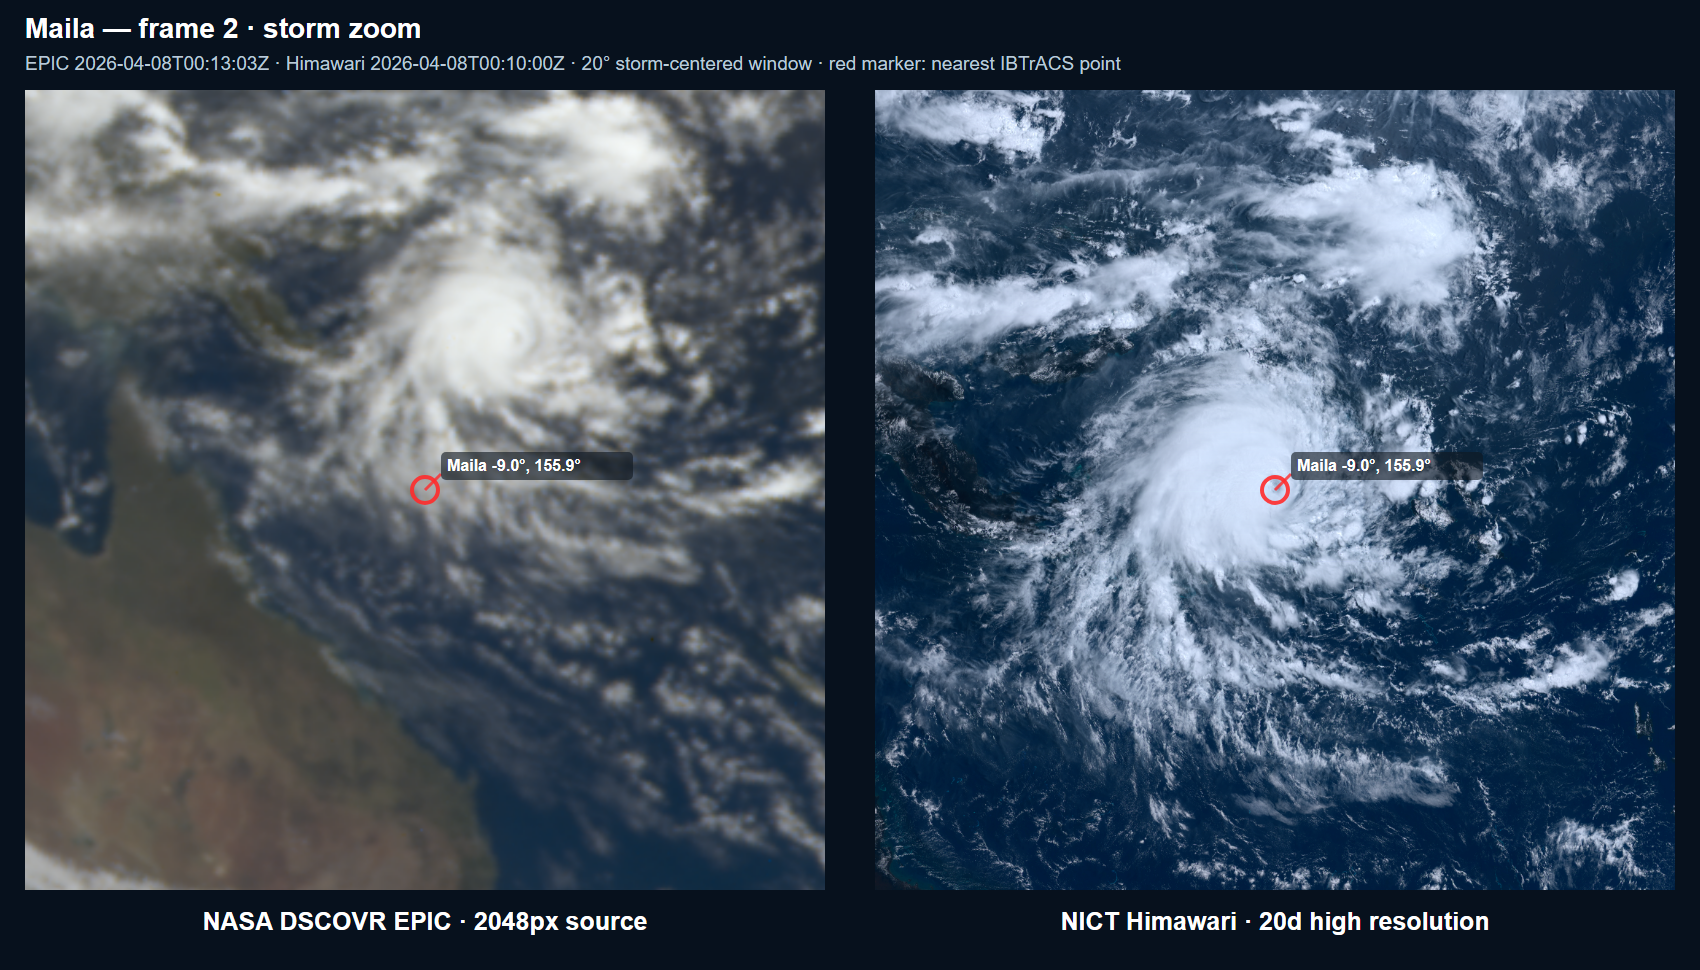 Maila — frame 2 · storm zoom
EPIC 2026-04-08T00:13:03Z · Himawari 2026-04-08T00:10:00Z · 20° storm-centered window · red marker: nearest IBTrACS point
Maila -9.0°, 155.9°
Maila -9.0°, 155.9°
NASA DSCOVR EPIC · 2048px source
NICT Himawari · 20d high resolution